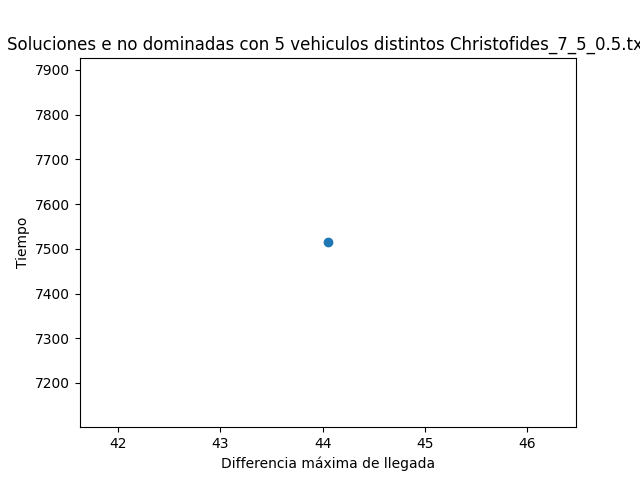 Soluciones e no dominadas con 5 vehiculos distintos Christofides_7_5_0.5.tx
7900
7800
7700
7600
7500
7400
7300
7200
Tiempo
42 43 44 45 46
Differencia máxima de llegada